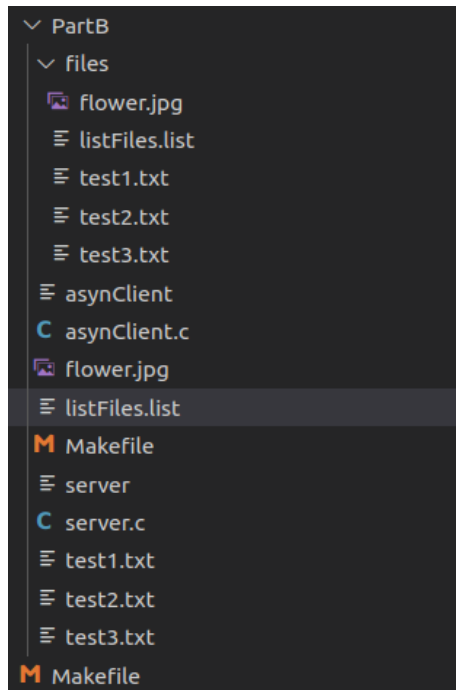 PartB
files
flower.jpg
listFiles.list
test1.txt
test2.txt
test3.txt
asynClient
C asynClient.c
flower.jpg
listFiles.list
M Makefile
server
C server.c
test1.txt
test2.txt
test3.txt
M Makefile